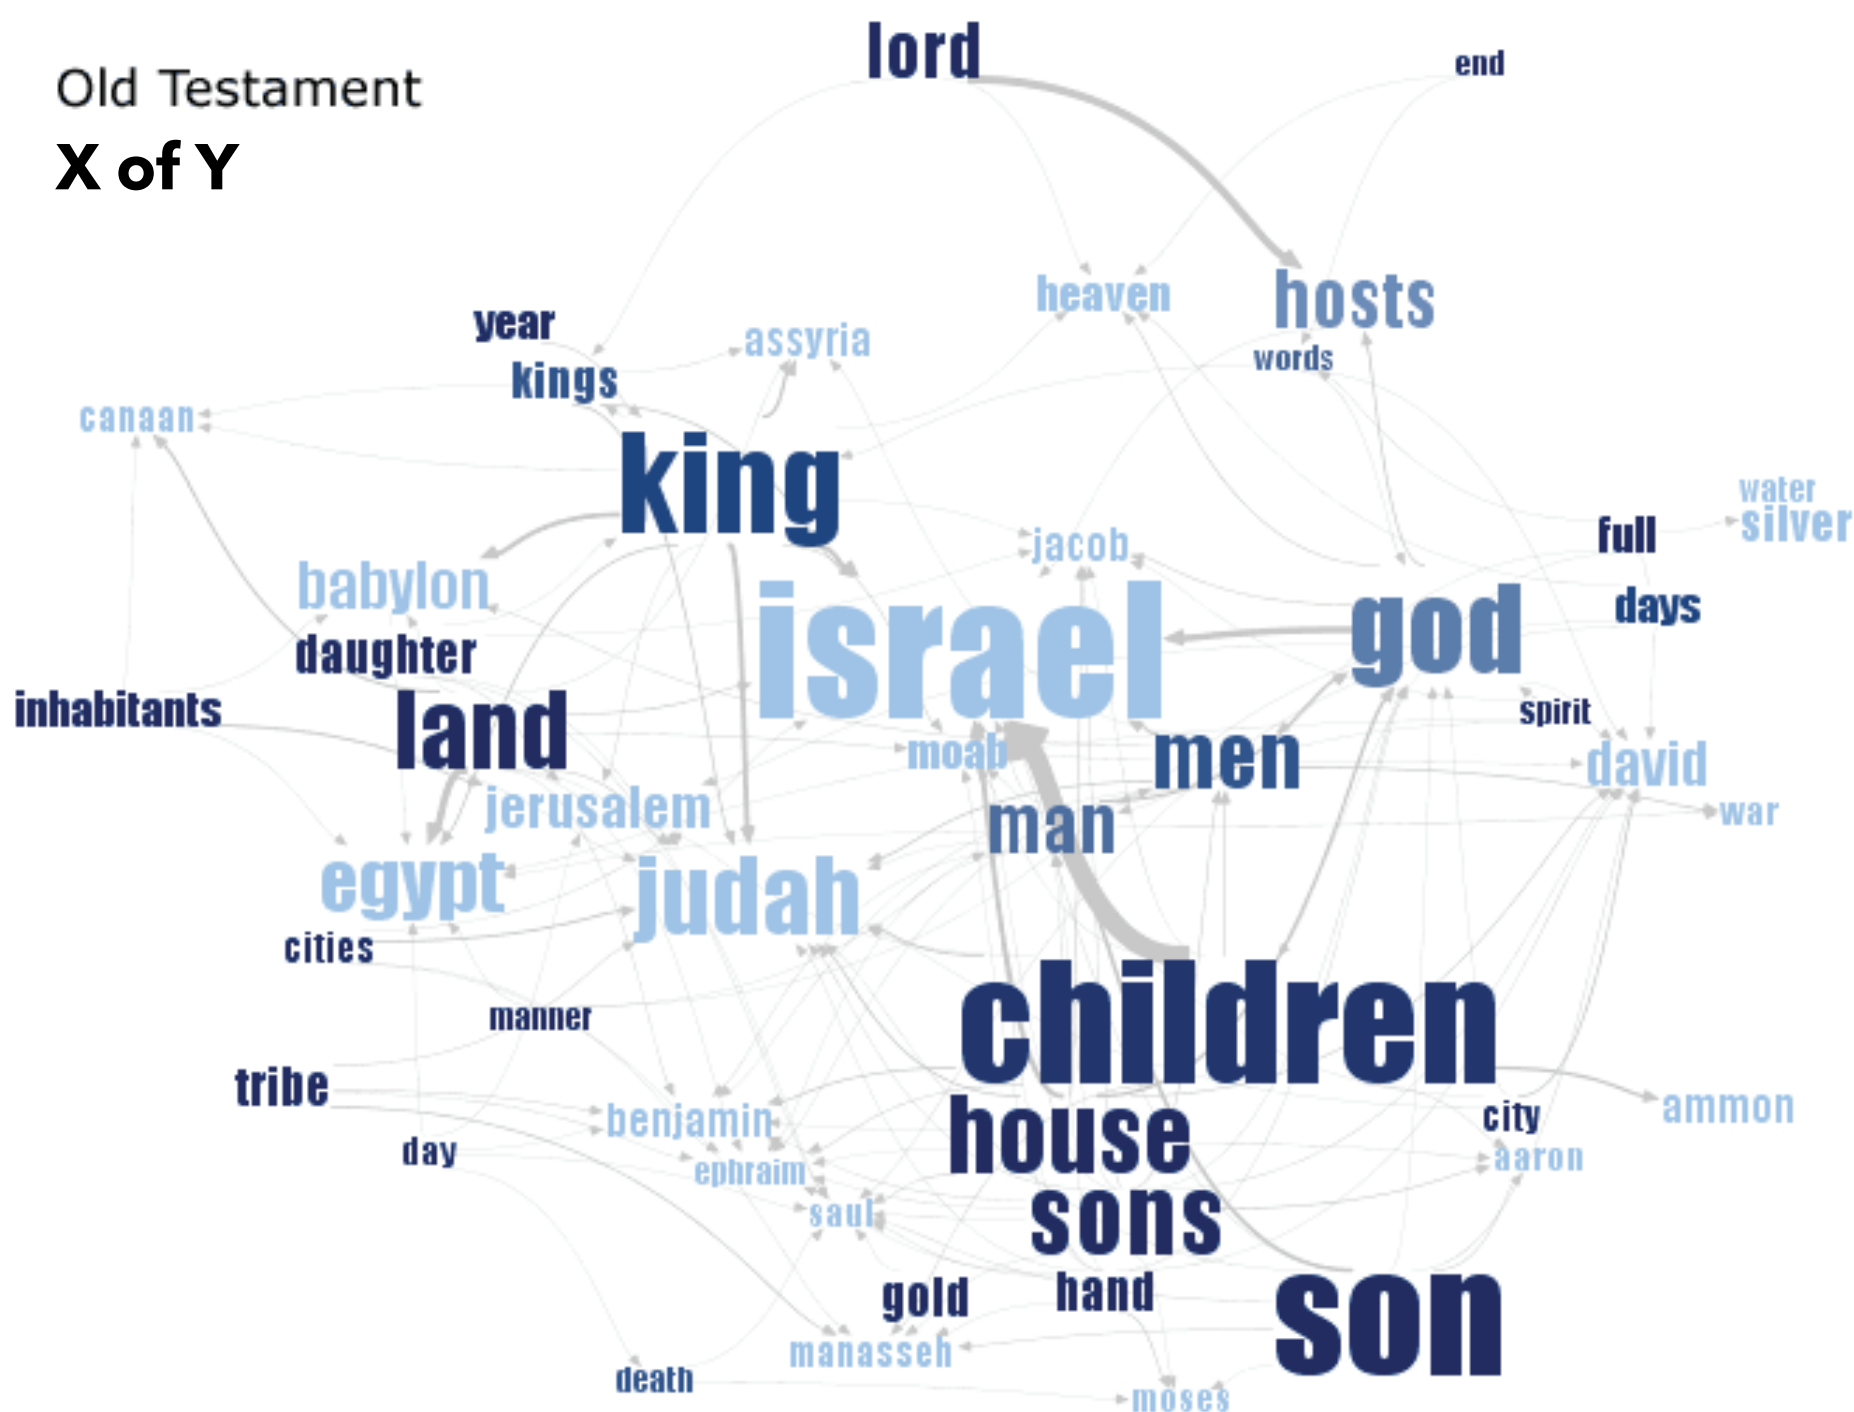 Old Testament
X of Y
lord
end
heaven
hosts
year
assyria
words
kings
canaan
king
water
silver
full
jacob
babylon
days
god
israel
daughter
inhabitants
land
spirit
moab
men
david
jerusalem
man
war
egypt
judah
cities
manner
children
tribe
benjamin
house
city
ammon
day
ephraim
aaron
saul
sons
gold
hand
son
manasseh
death
moses